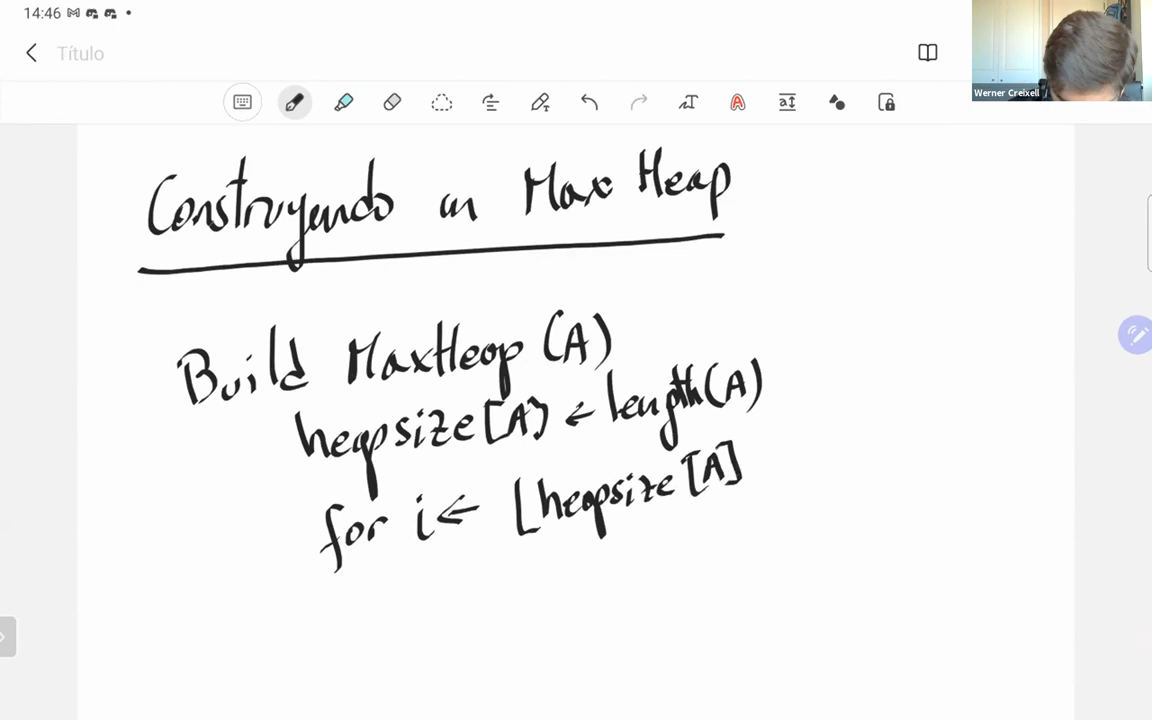 14:46
Título
Werner Creixell
Construyendo un Max Heap
Build MaxHeap (A)
heapsize[A] ← length(A)
for i ← ⌊heapsize[A]